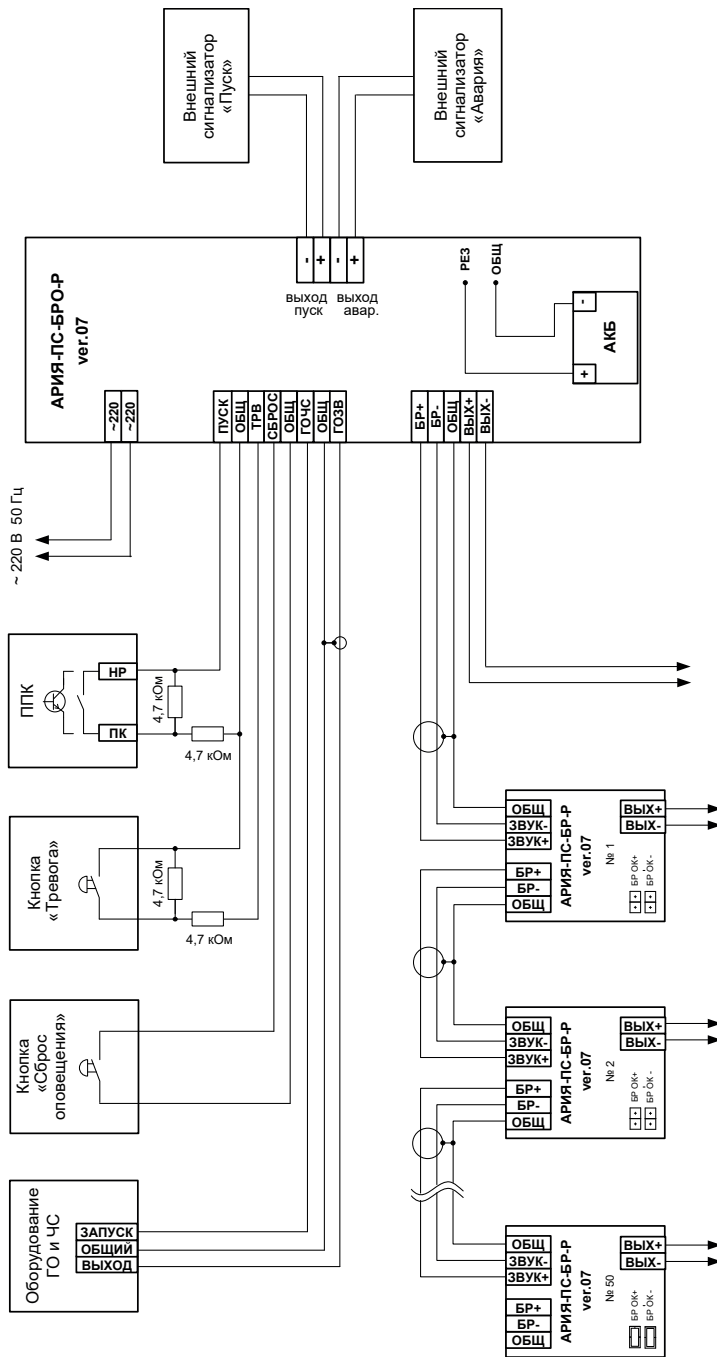 Внешний
сигнализатор
«Пуск»
Внешний
сигнализатор
«Авария»
АРИЯ-ПС-БРО-Р
ver.07
-
+
-
+
выход
пуск
выход
авар.
РЕЗ
ОБЩ
+
-
АКБ
~220
~220
ПУСК
ОБЩ
ТРВ
СБРОС
ОБЩ
ГОЧС
ОБЩ
ГОЗВ
БР+
БР-
ОБЩ
ВЫХ+
ВЫХ-
~ 220 В 50 Гц
ППК
НР
ПК
4,7 кОм
4,7 кОм
Кнопка
«Тревога»
4,7 кОм
4,7 кОм
Кнопка
«Сброс
оповещения»
Оборудование
ГО и ЧС
ЗАПУСК
ОБЩИЙ
ВЫХОД
ОБЩ
ЗВУК-
ЗВУК+
БР+
БР-
ОБЩ
АРИЯ-ПС-БР-Р
ver.07
№ 1
ВЫХ+
ВЫХ-
БР ОК+
БР ОК -
ОБЩ
ЗВУК-
ЗВУК+
БР+
БР-
ОБЩ
АРИЯ-ПС-БР-Р
ver.07
№ 2
ВЫХ+
ВЫХ-
БР ОК+
БР ОК -
ОБЩ
ЗВУК-
ЗВУК+
БР+
БР-
ОБЩ
АРИЯ-ПС-БР-Р
ver.07
№ 50
ВЫХ+
ВЫХ-
БР ОК+
БР ОК -